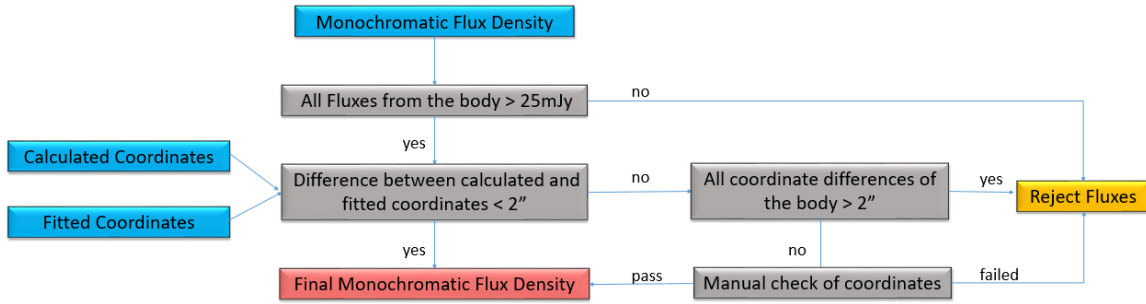 Monochromatic Flux Density
All Fluxes from the body > 25mJy
no
yes
Calculated Coordinates
Fitted Coordinates
Difference between calculated and
fitted coordinates < 2”
no
All coordinate differences of
the body > 2”
yes
Reject Fluxes
yes
no
Final Monochromatic Flux Density
pass
Manual check of coordinates
failed